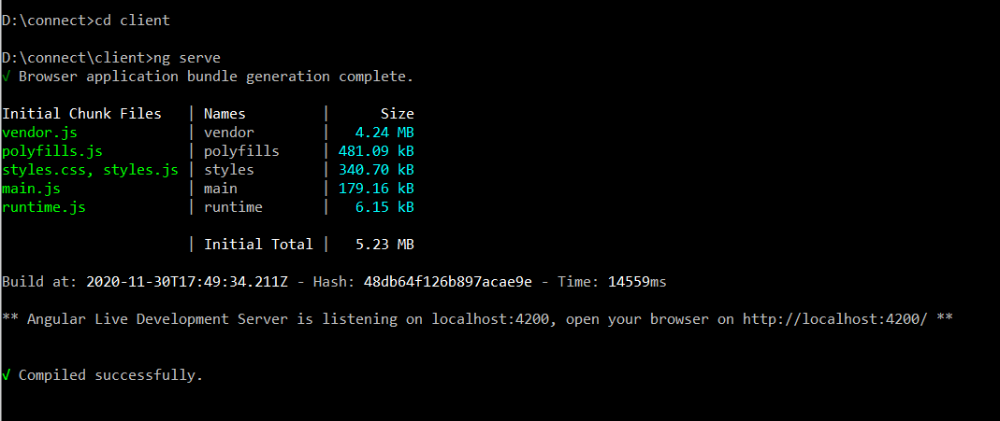 D:\connect>cd client
D:\connect\client>ng serve
√ Browser application bundle generation complete.
Initial Chunk Files | Names | Size
vendor.js | vendor | 4.24 MB
polyfills.js | polyfills | 481.09 kB
styles.css, styles.js | styles | 340.70 kB
main.js | main | 179.16 kB
runtime.js | runtime | 6.15 kB
| Initial Total | 5.23 MB
Build at: 2020-11-30T17:49:34.211Z - Hash: 48db64f126b897acae9e - Time: 14559ms
** Angular Live Development Server is listening on localhost:4200, open your browser on http://localhost:4200/ **
√ Compiled successfully.